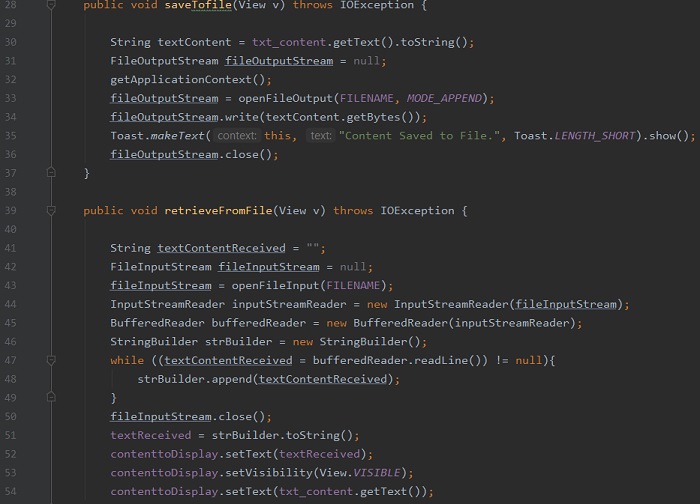 28 public void saveTofile(View v) throws IOException {
29
30 String textContent = txt_content.getText().toString();
31 FileOutputStream fileOutputStream = null;
32 getApplicationContext();
33 fileOutputStream = openFileOutput(FILENAME, MODE_APPEND);
34 fileOutputStream.write(textContent.getBytes());
35 Toast.makeText( context: this, text: "Content Saved to File.", Toast.LENGTH_SHORT).show();
36 fileOutputStream.close();
37 }
38
39 public void retrieveFromFile(View v) throws IOException {
40
41 String textContentReceived = "";
42 FileInputStream fileInputStream = null;
43 fileInputStream = openFileInput(FILENAME);
44 InputStreamReader inputStreamReader = new InputStreamReader(fileInputStream);
45 BufferedReader bufferedReader = new BufferedReader(inputStreamReader);
46 StringBuilder strBuilder = new StringBuilder();
47 while ((textContentReceived = bufferedReader.readLine()) != null){
48 strBuilder.append(textContentReceived);
49 }
50 fileInputStream.close();
51 textReceived = strBuilder.toString();
52 contenttoDisplay.setText(textReceived);
53 contenttoDisplay.setVisibility(View.VISIBLE);
54 contenttoDisplay.setText(txt_content.getText());